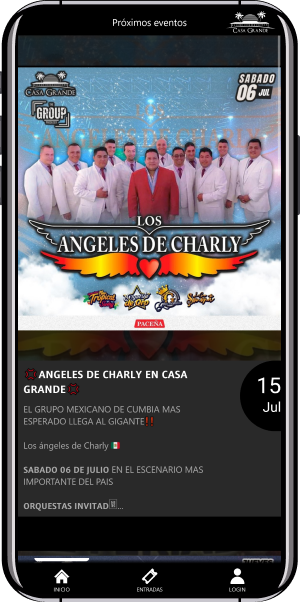 Próximos eventos
CASA GRANDE
CASA GRANDE
GROUP
SABADO
06 JUL
LOS
ANGELES DE CHARLY
PACEÑA
ANGELES DE CHARLY EN CASA
GRANDE
15
Jul
EL GRUPO MEXICANO DE CUMBIA MAS
ESPERADO LLEGA AL GIGANTE‼️
Los ángeles de Charly 🇲🇽
SABADO 06 DE JULIO EN EL ESCENARIO MAS
IMPORTANTE DEL PAIS
ORQUESTAS INVITAD...
INICIO
ENTRADAS
LOGIN